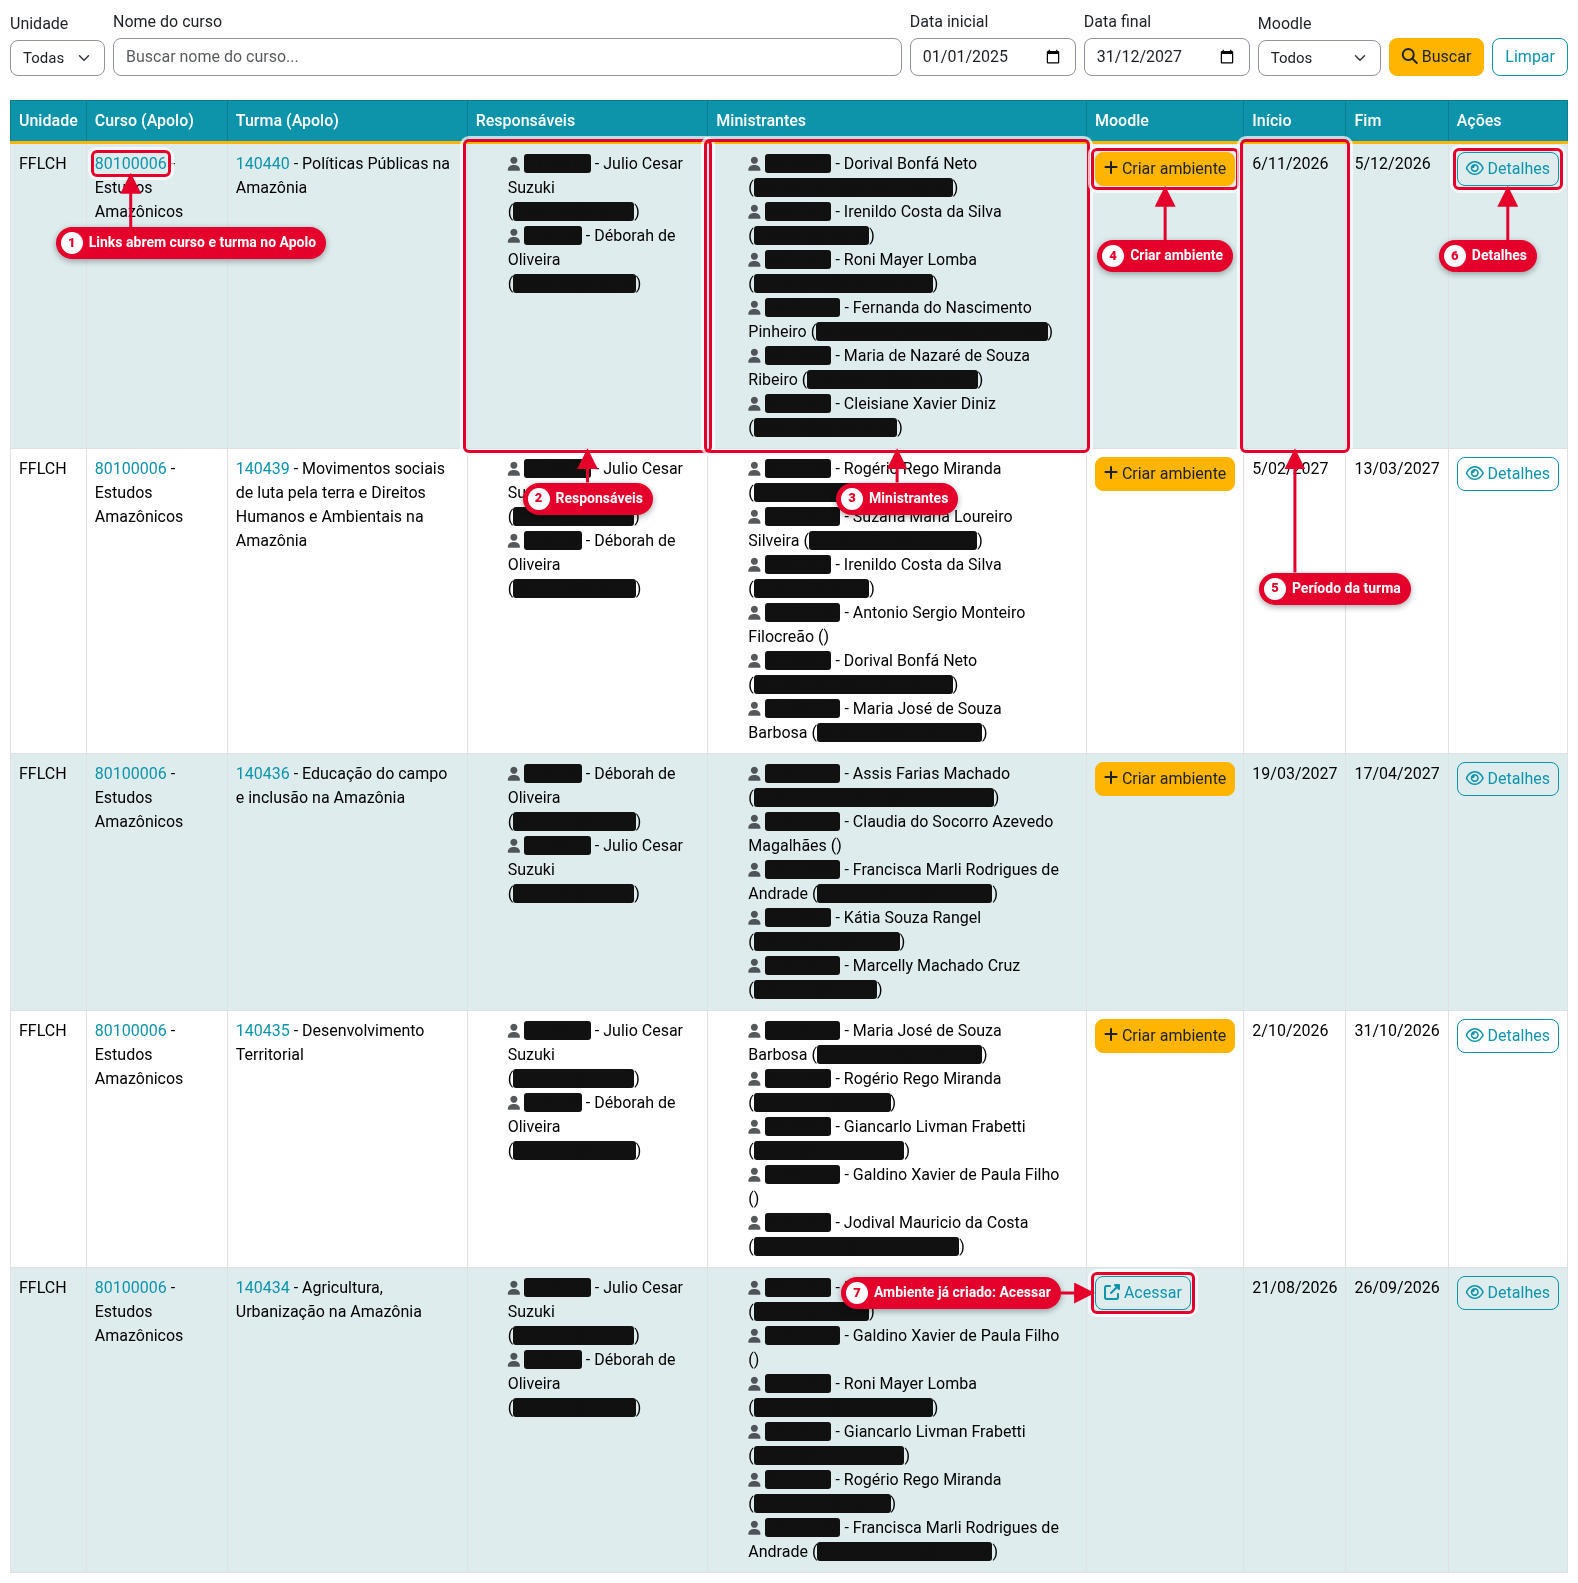 Unidade
Nome do curso
Data inicial
Data final
Moodle
Todas
Buscar nome do curso...
01/01/2025
31/12/2027
Todos
Buscar
Limpar
Unidade
Curso (Apolo)
Turma (Apolo)
Responsáveis
Ministrantes
Moodle
Início
Fim
Ações
FFLCH
80100006 -
Estudos
Amazônicos
140440 - Políticas Públicas na
Amazônia
- Julio Cesar
Suzuki
()
- Déborah de
Oliveira
()
- Dorival Bonfá Neto
()
- Irenildo Costa da Silva
()
- Roni Mayer Lomba
()
- Fernanda do Nascimento
Pinheiro ()
- Maria de Nazaré de Souza
Ribeiro ()
- Cleisiane Xavier Diniz
()
Criar ambiente
6/11/2026
5/12/2026
Detalhes
1 Links abrem curso e turma no Apolo
4 Criar ambiente
6 Detalhes
FFLCH
80100006 -
Estudos
Amazônicos
140439 - Movimentos sociais
de luta pela terra e Direitos
Humanos e Ambientais na
Amazônia
- Julio Cesar
()
- Déborah de
Oliveira
()
- Rogério Rego Miranda
- Suzana Maria Loureiro
Silveira ()
- Irenildo Costa da Silva
()
- Antonio Sergio Monteiro
Filocreão ()
- Dorival Bonfá Neto
()
- Maria José de Souza
Barbosa ()
Criar ambiente
5/02/2027
13/03/2027
Detalhes
2 Responsáveis
3 Ministrantes
5 Período da turma
FFLCH
80100006 -
Estudos
Amazônicos
140436 - Educação do campo
e inclusão na Amazônia
- Déborah de
Oliveira
()
- Julio Cesar
Suzuki
()
- Assis Farias Machado
()
- Claudia do Socorro Azevedo
Magalhães ()
- Francisca Marli Rodrigues de
Andrade ()
- Kátia Souza Rangel
()
- Marcelly Machado Cruz
()
Criar ambiente
19/03/2027
17/04/2027
Detalhes
FFLCH
80100006 -
Estudos
Amazônicos
140435 - Desenvolvimento
Territorial
- Julio Cesar
Suzuki
()
- Déborah de
Oliveira
()
- Maria José de Souza
Barbosa ()
- Rogério Rego Miranda
()
- Giancarlo Livman Frabetti
()
- Galdino Xavier de Paula Filho
()
- Jodival Mauricio da Costa
()
Criar ambiente
2/10/2026
31/10/2026
Detalhes
FFLCH
80100006 -
Estudos
Amazônicos
140434 - Agricultura,
Urbanização na Amazônia
- Julio Cesar
Suzuki
()
- Déborah de
Oliveira
()
7 Ambiente já criado: Acessar
()
- Galdino Xavier de Paula Filho
()
- Roni Mayer Lomba
()
- Giancarlo Livman Frabetti
()
- Rogério Rego Miranda
()
- Francisca Marli Rodrigues de
Andrade ()
Acessar
21/08/2026
26/09/2026
Detalhes